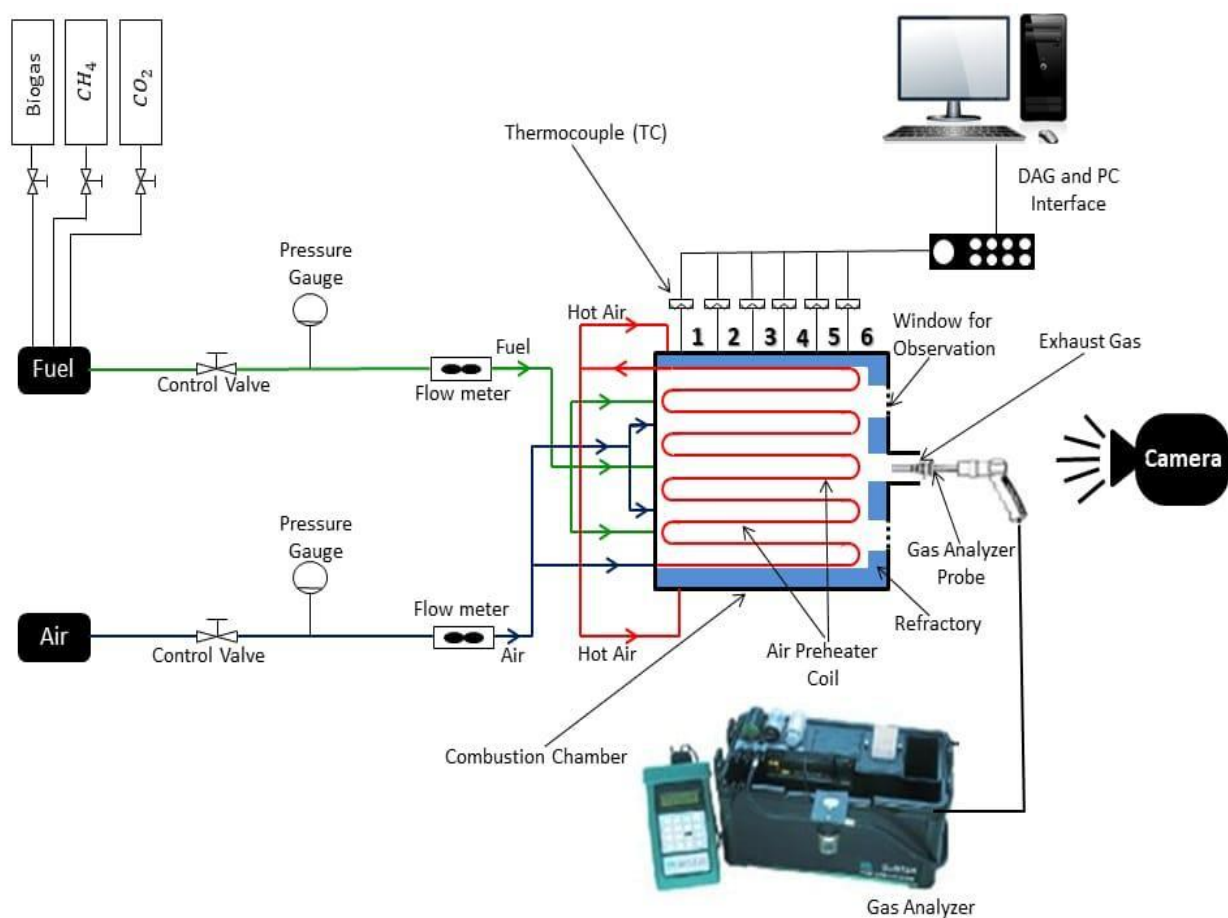 Biogas
CH₄
CO₂
Thermocouple (TC)
DAG and PC
Interface
Pressure
Gauge
Hot Air
1 2 3 4 5 6
Window for
Observation
Exhaust Gas
Fuel
Control Valve
Flow meter
Fuel
Camera
Pressure
Gauge
Gas Analyzer
Probe
Flow meter
Refractory
Air
Control Valve
Air
Hot Air
Air Preheater
Coil
Combustion Chamber
Gas Analyzer